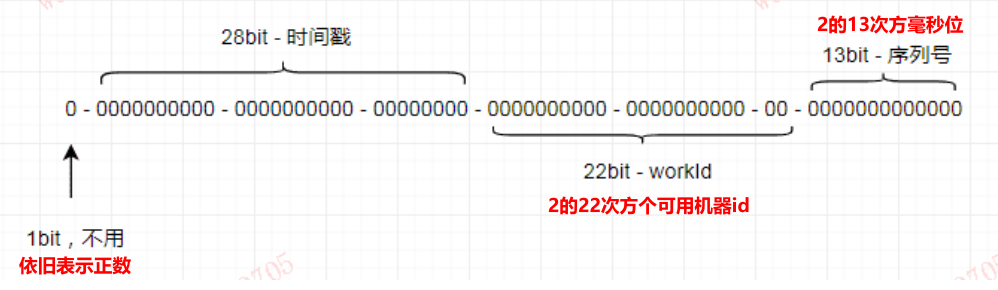 2的13次方毫秒位
28bit - 时间戳
13bit - 序列号
0 - 0000000000 - 0000000000 - 00000000 - 0000000000 - 0000000000 - 00 - 0000000000000
22bit - workId
2的22次方个可用机器id
1bit，不用
依旧表示正数